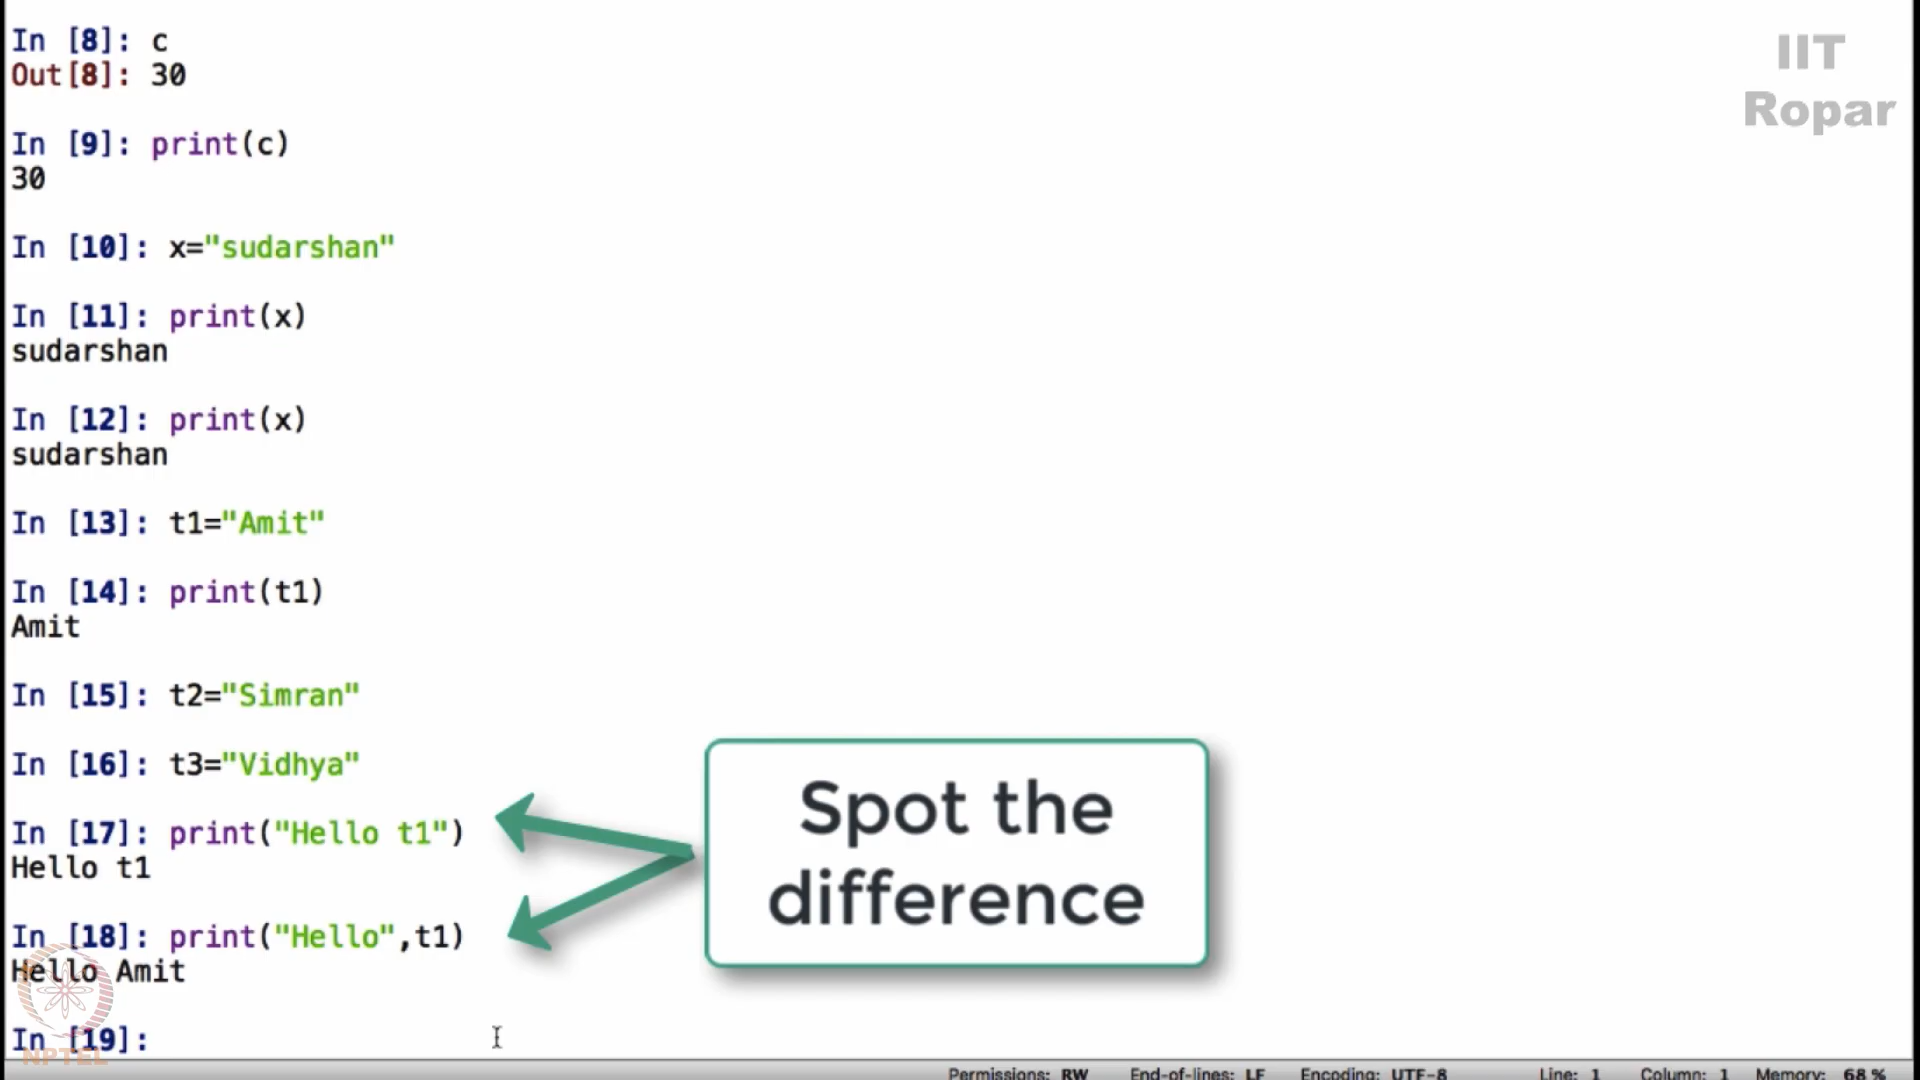 In [8]: c
Out[8]: 30
In [9]: print(c)
30
In [10]: x="sudarshan"
In [11]: print(x)
sudarshan
In [12]: print(x)
sudarshan
In [13]: t1="Amit"
In [14]: print(t1)
Amit
In [15]: t2="Simran"
In [16]: t3="Vidhya"
In [17]: print("Hello t1")
Hello t1
In [18]: print("Hello",t1)
Hello Amit
In [19]:
Spot the
difference
IIT
Ropar
NPTEL
Permissions: RW End-of-lines: LF Encoding: UTF-8 Line: 1 Column: 1 Memory: 68 %